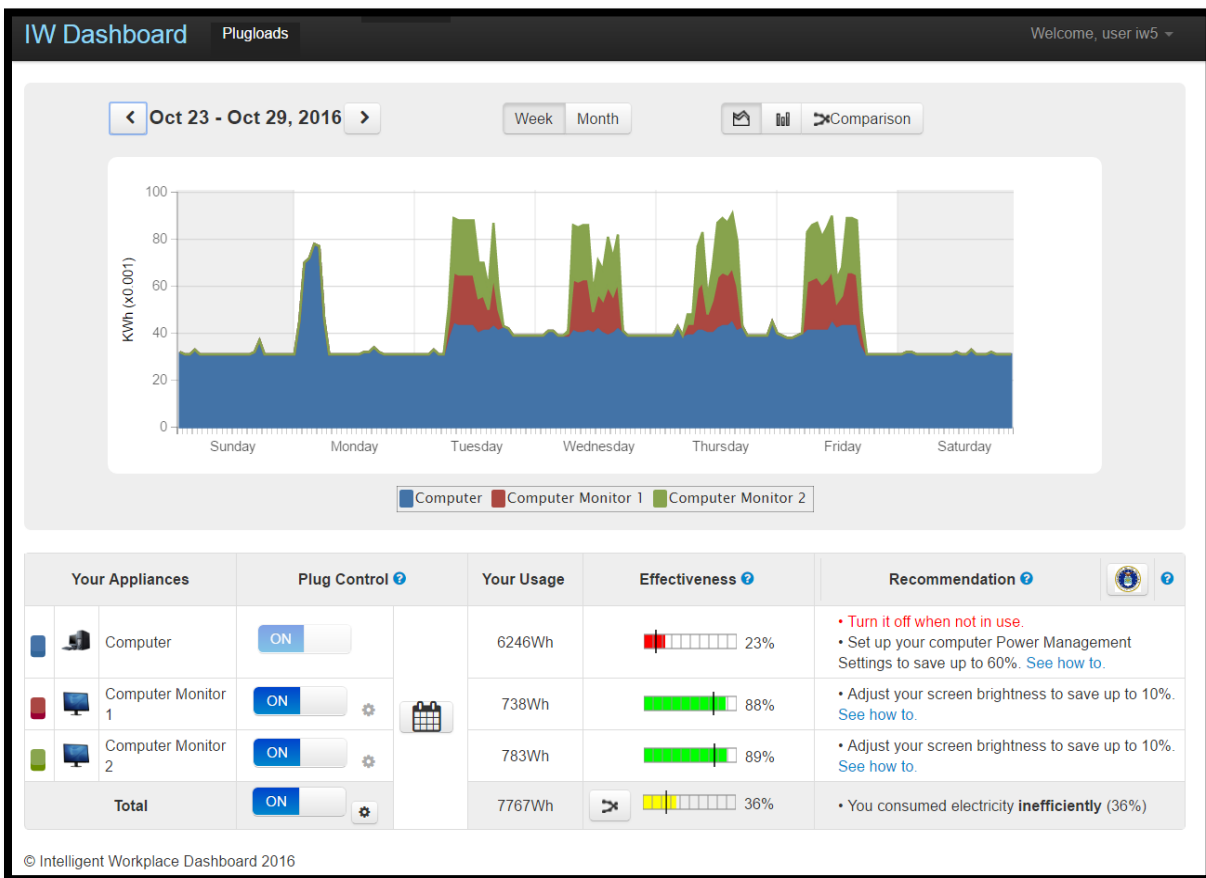 IW Dashboard Plugloads Welcome, user iw5
Oct 23 - Oct 29, 2016 Week Month Comparison
KWh (x0.001)
100
80
60
40
20
0
Sunday Monday Tuesday Wednesday Thursday Friday Saturday
Computer Computer Monitor 1 Computer Monitor 2
Your Appliances Plug Control ? Your Usage Effectiveness ? Recommendation ? ?
Computer ON 6246Wh 23%
• Turn it off when not in use.
• Set up your computer Power Management
Settings to save up to 60%. See how to.
Computer Monitor
1
ON 738Wh 88%
• Adjust your screen brightness to save up to 10%.
See how to.
Computer Monitor
2
ON 783Wh 89%
• Adjust your screen brightness to save up to 10%.
See how to.
Total ON 7767Wh 36% • You consumed electricity inefficiently (36%)
© Intelligent Workplace Dashboard 2016